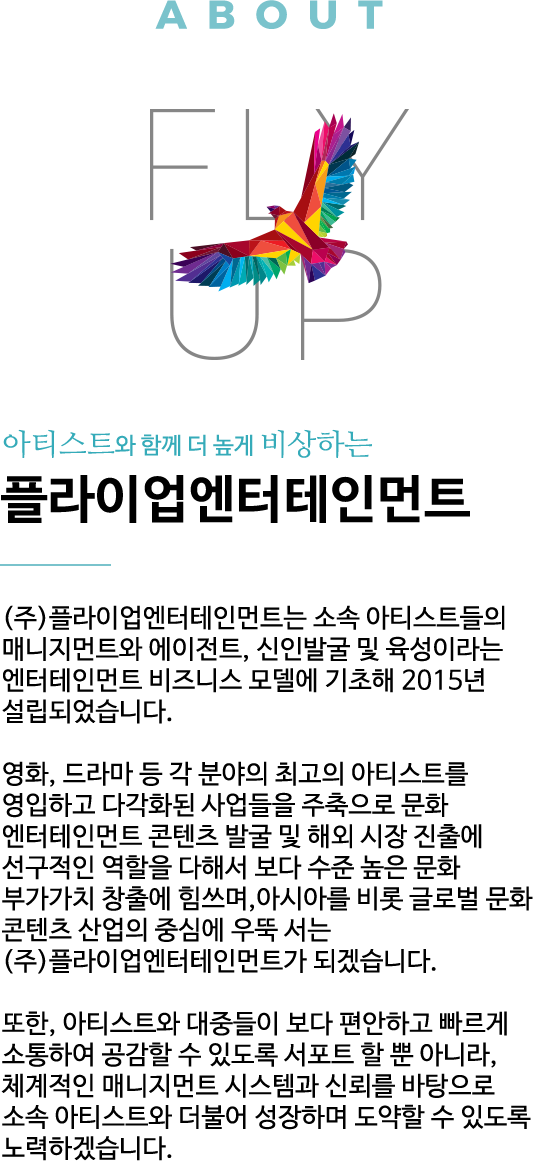 ABOUT
FLY
UP
아티스트와 함께 더 높게 비상하는
플라이업엔터테인먼트
(주)플라이업엔터테인먼트는 소속 아티스트들의
매니지먼트와 에이전트, 신인발굴 및 육성이라는
엔터테인먼트 비즈니스 모델에 기초해 2015년
설립되었습니다.
영화, 드라마 등 각 분야의 최고의 아티스트를
영입하고 다각화된 사업들을 주축으로 문화
엔터테인먼트 콘텐츠 발굴 및 해외 시장 진출에
선구적인 역할을 다해서 보다 수준 높은 문화
부가가치 창출에 힘쓰며,아시아를 비롯 글로벌 문화
콘텐츠 산업의 중심에 우뚝 서는
(주)플라이업엔터테인먼트가 되겠습니다.
또한, 아티스트와 대중들이 보다 편안하고 빠르게
소통하여 공감할 수 있도록 서포트 할 뿐 아니라,
체계적인 매니지먼트 시스템과 신뢰를 바탕으로
소속 아티스트와 더불어 성장하며 도약할 수 있도록
노력하겠습니다.